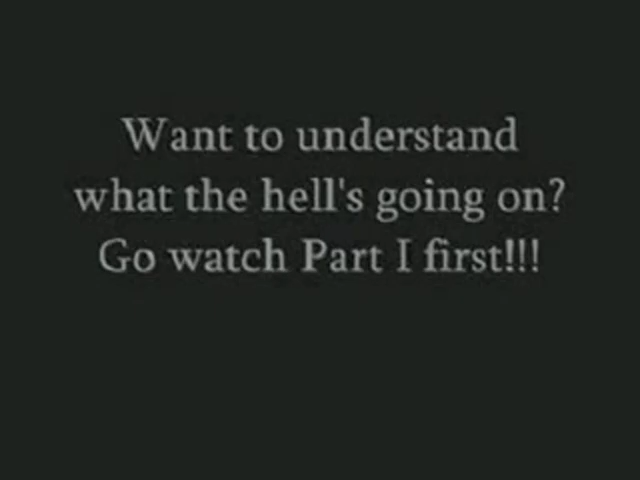 Want to understand
what the hell's going on?
Go watch Part I first!!!